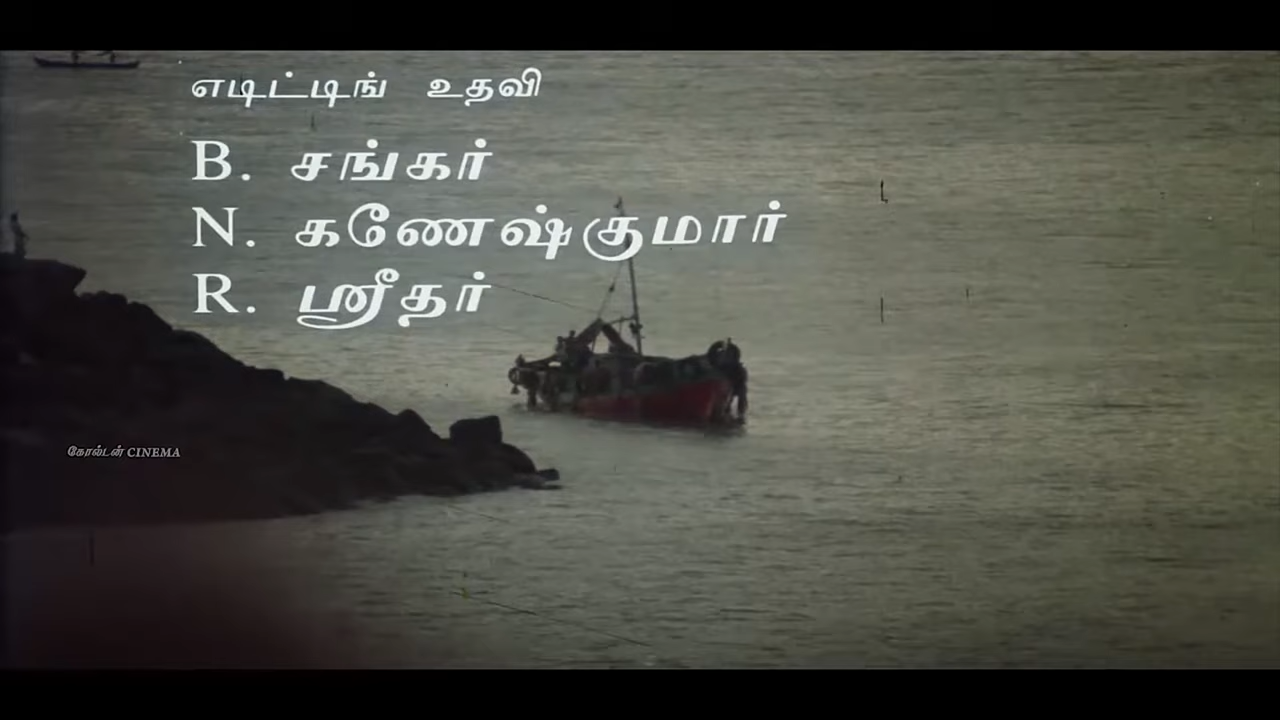 எடிட்டிங் உதவி
B. சங்கர்
N. கணேஷ்குமார்
R. ஸ்ரீதர்
கோல்டன் CINEMA